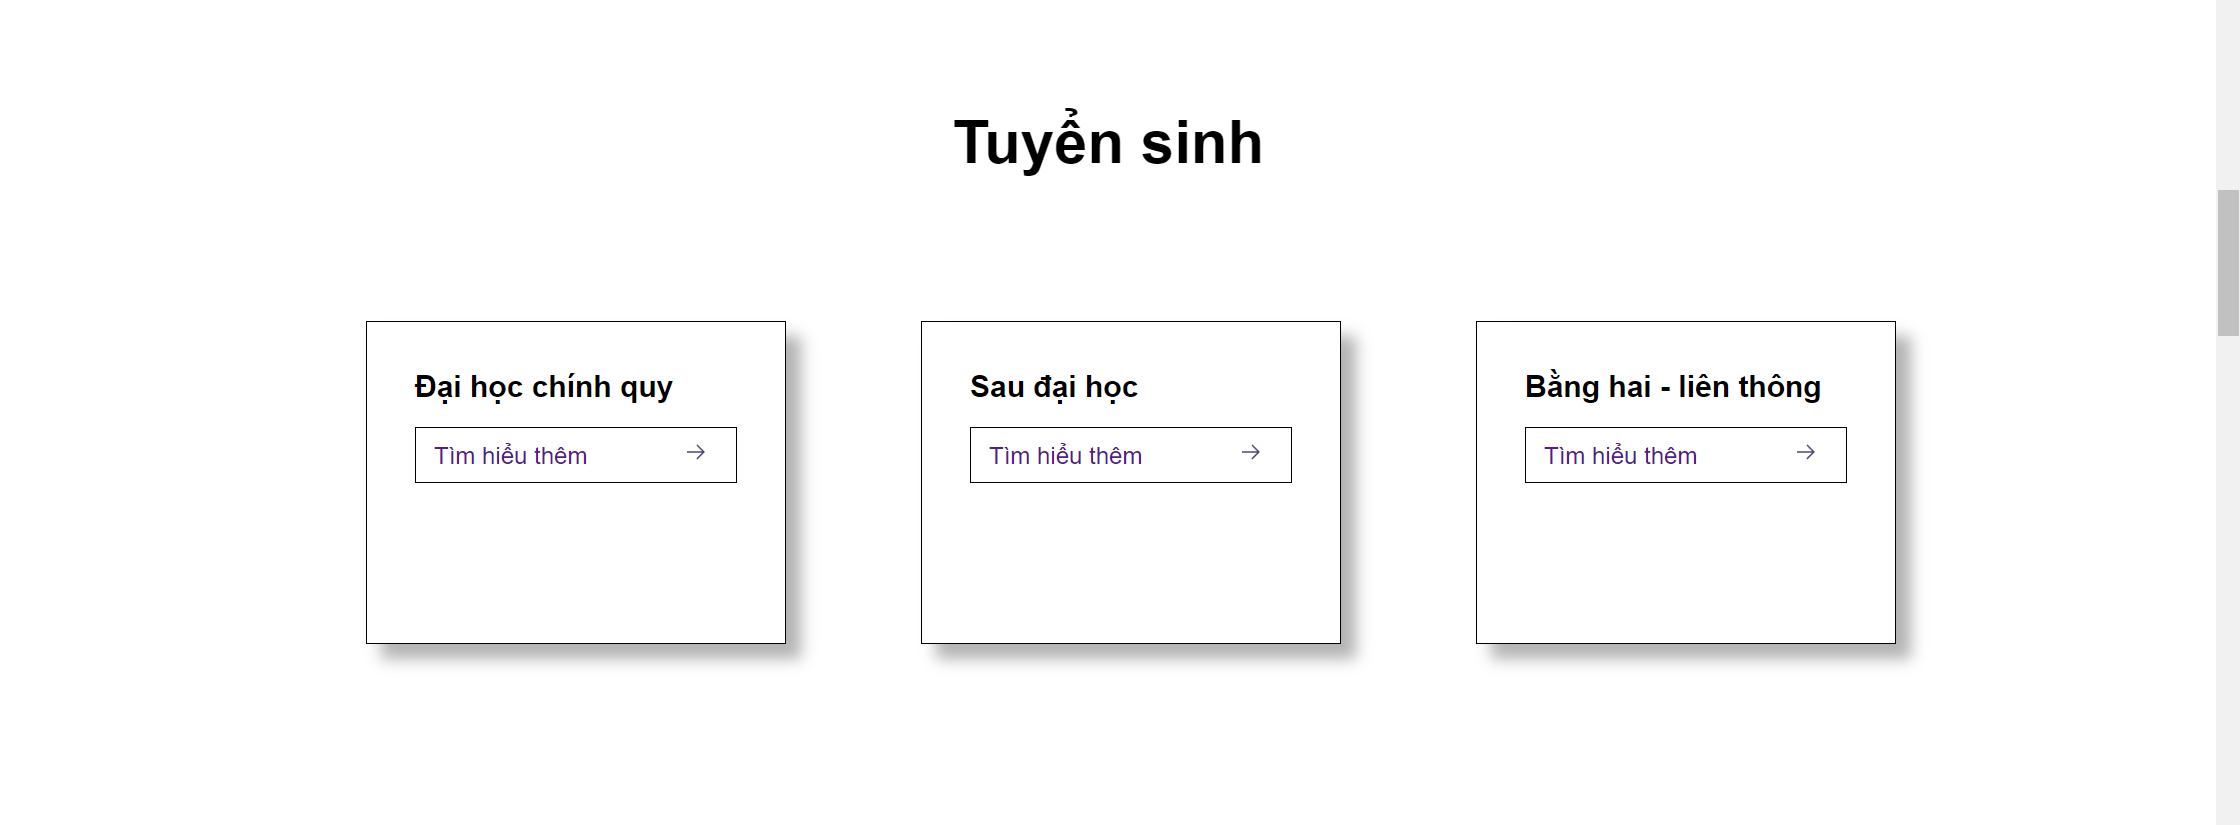 Tuyển sinh
Đại học chính quy
Tìm hiểu thêm
Sau đại học
Tìm hiểu thêm
Bằng hai - liên thông
Tìm hiểu thêm